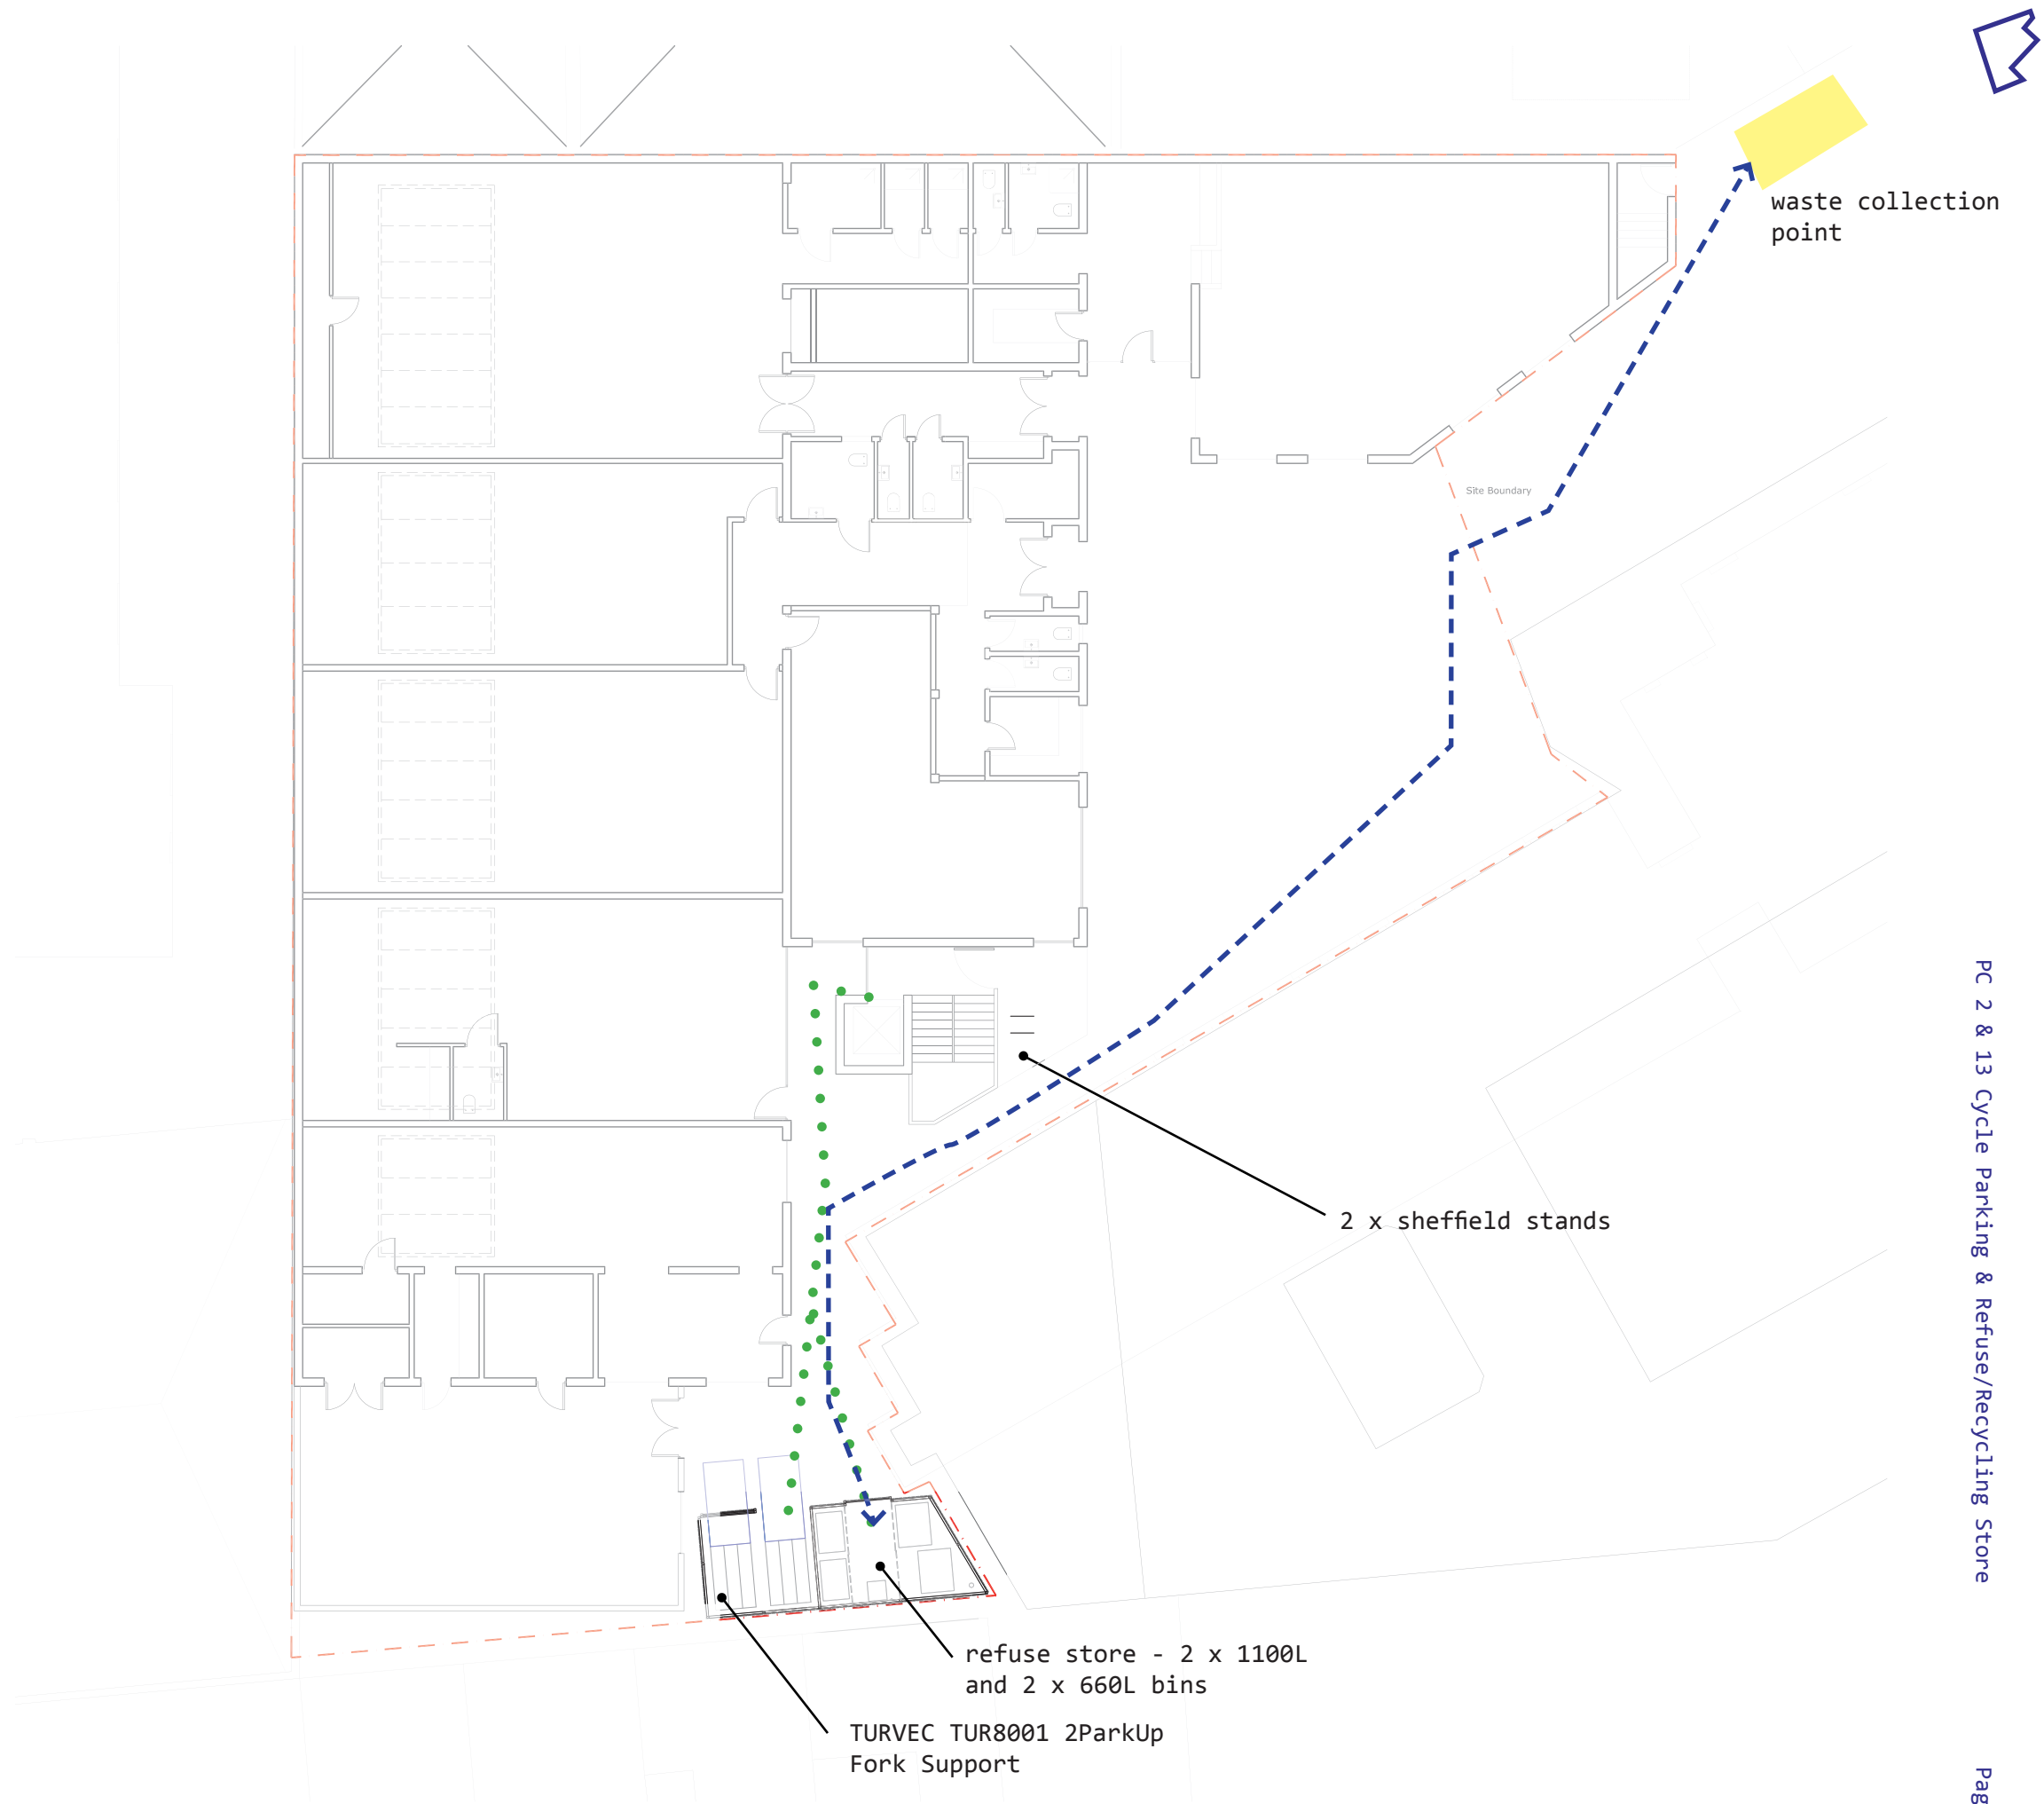 waste collection
point
Site Boundary
2 x sheffield stands
refuse store - 2 x 1100L
and 2 x 660L bins
TURVEC TUR8001 2ParkUp
Fork Support
PC 2 & 13 Cycle Parking & Refuse/Recycling Store
Pag